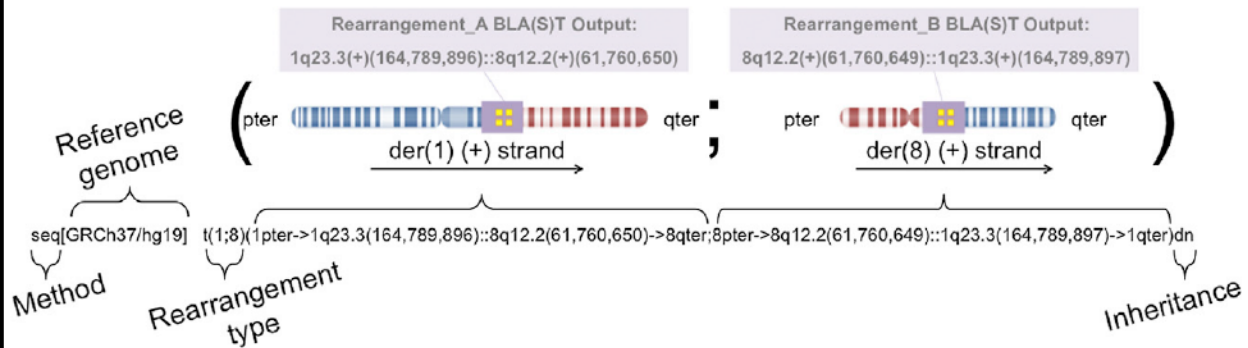 Rearrangement_A BLA(S)T Output:
1q23.3(+)(164,789,896)::8q12.2(+)(61,760,650)
Rearrangement_B BLA(S)T Output:
8q12.2(+)(61,760,649)::1q23.3(+)(164,789,897)
( pter qter ; pter qter )
der(1) (+) strand
der(8) (+) strand
Reference
genome
seq[GRCh37/hg19] t(1;8)(1pter->1q23.3(164,789,896)::8q12.2(61,760,650)->8qter;8pter->8q12.2(61,760,649)::1q23.3(164,789,897)->1qter)dn
Method
Rearrangement
type
Inheritance